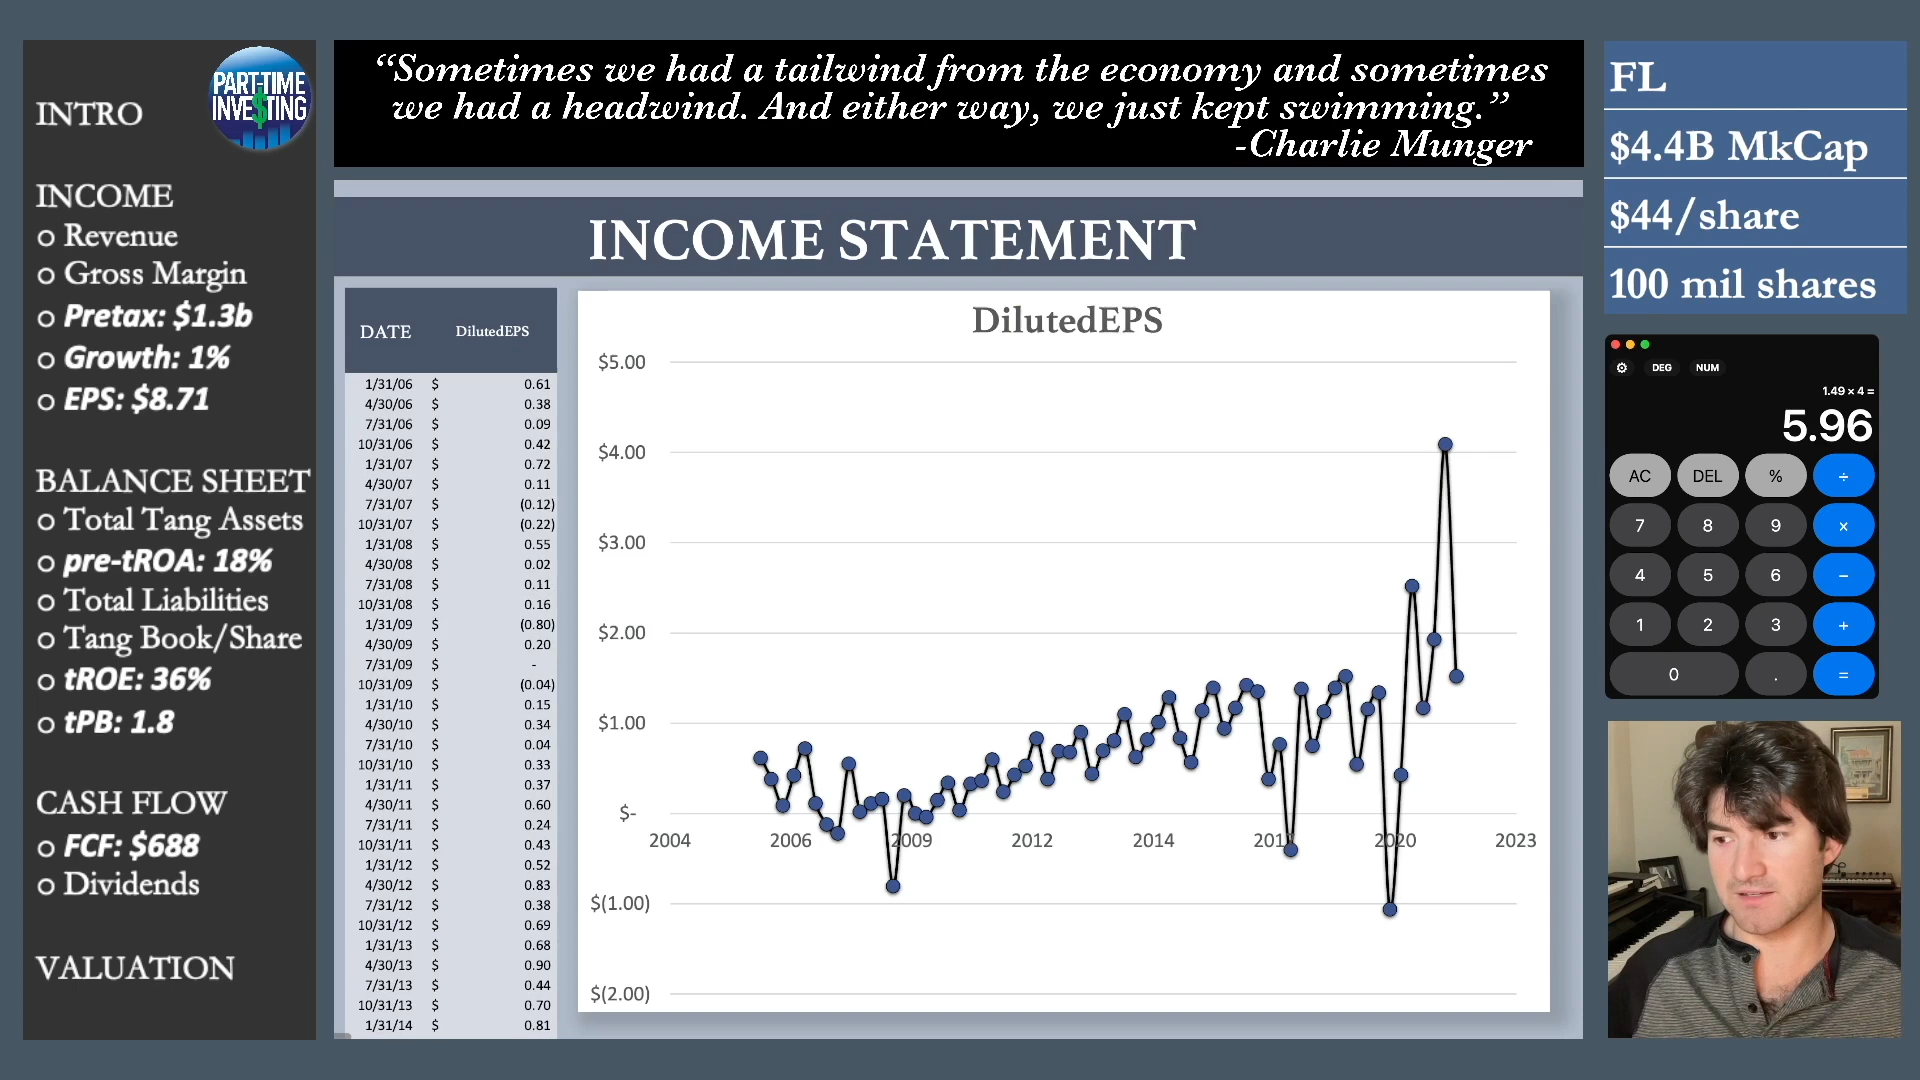 INTRO
PART-TIME
INVE$TING
INCOME
o Revenue
o Gross Margin
o Pretax: $1.3b
o Growth: 1%
o EPS: $8.71
BALANCE SHEET
o Total Tang Assets
o pre-tROA: 18%
o Total Liabilities
o Tang Book/Share
o tROE: 36%
o tPB: 1.8
CASH FLOW
o FCF: $688
o Dividends
VALUATION
“Sometimes we had a tailwind from the economy and sometimes
we had a headwind. And either way, we just kept swimming.”
-Charlie Munger
INCOME STATEMENT
DATE DilutedEPS
1/31/06 $ 0.61
4/30/06 $ 0.38
7/31/06 $ 0.09
10/31/06 $ 0.42
1/31/07 $ 0.72
4/30/07 $ 0.11
7/31/07 $ (0.12)
10/31/07 $ (0.22)
1/31/08 $ 0.55
4/30/08 $ 0.02
7/31/08 $ 0.11
10/31/08 $ 0.16
1/31/09 $ (0.80)
4/30/09 $ 0.20
7/31/09 $ -
10/31/09 $ (0.04)
1/31/10 $ 0.15
4/30/10 $ 0.34
7/31/10 $ 0.04
10/31/10 $ 0.33
1/31/11 $ 0.37
4/30/11 $ 0.60
7/31/11 $ 0.24
10/31/11 $ 0.43
1/31/12 $ 0.52
4/30/12 $ 0.83
7/31/12 $ 0.38
10/31/12 $ 0.69
1/31/13 $ 0.68
4/30/13 $ 0.90
7/31/13 $ 0.44
10/31/13 $ 0.70
1/31/14 $ 0.81
DilutedEPS
$5.00
$4.00
$3.00
$2.00
$1.00
$-
$(1.00)
$(2.00)
2004 2006 2009 2012 2014 2017 2020 2023
FL
$4.4B MkCap
$44/share
100 mil shares
DEG NUM
1.49 × 4 =
5.96
AC DEL % ÷
7 8 9 ×
4 5 6 −
1 2 3 +
0 . =